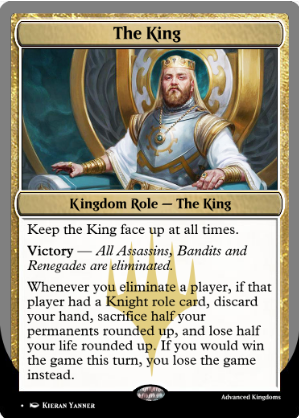 The King
Kingdom Role — The King
Keep the King face up at all times.
Victory — All Assassins, Bandits and
Renegades are eliminated.
Whenever you eliminate a player, if that
player had a Knight role card, discard
your hand, sacrifice half your
permanents rounded up, and lose half
your life rounded up. If you would win
the game this turn, you lose the game
instead.
Kieran Yanner
Advanced Kingdoms